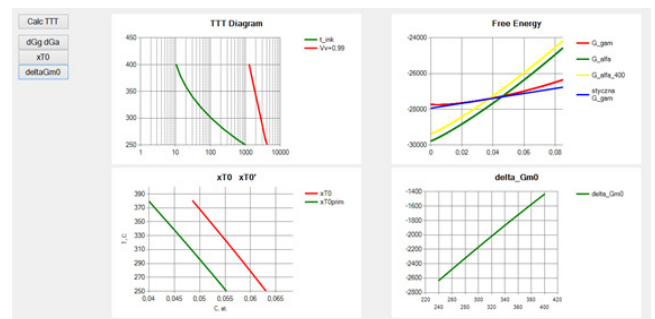 Calc TTT
dGg dGa
xT0
deltaGm0
TTT Diagram
450
400
350
300
250
1
10
100
1000
10000
t_ink
Vv=0.99
Free Energy
-24000
-26000
-28000
-30000
0
0.02
0.04
0.06
0.08
G_gam
G_alfa
G_alfa_400
styczna
G_gam
xT0 xT0'
T, C.
390
370
350
330
310
290
270
250
0.04
0.045
0.05
0.055
0.06
0.065
C, at.
xT0
xT0prim
delta_Gm0
-1400
-1600
-1800
-2000
-2200
-2400
-2600
-2800
220
240
260
280
300
320
340
360
380
400
420
delta_Gm0